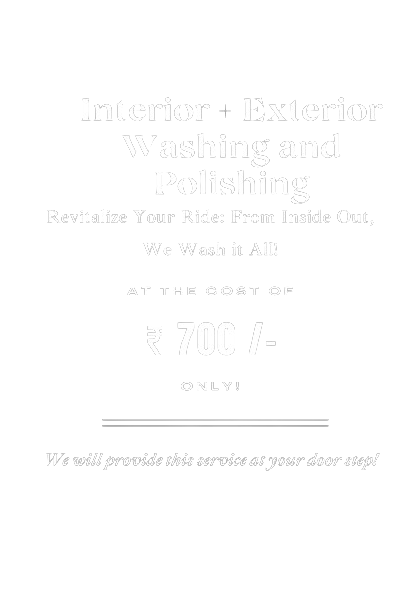 Interior + Exterior
Washing and
Polishing
Revitalize Your Ride: From Inside Out,
We Wash it All!
AT THE COST OF
₹ 700 /-
ONLY!
We will provide this service at your door step!